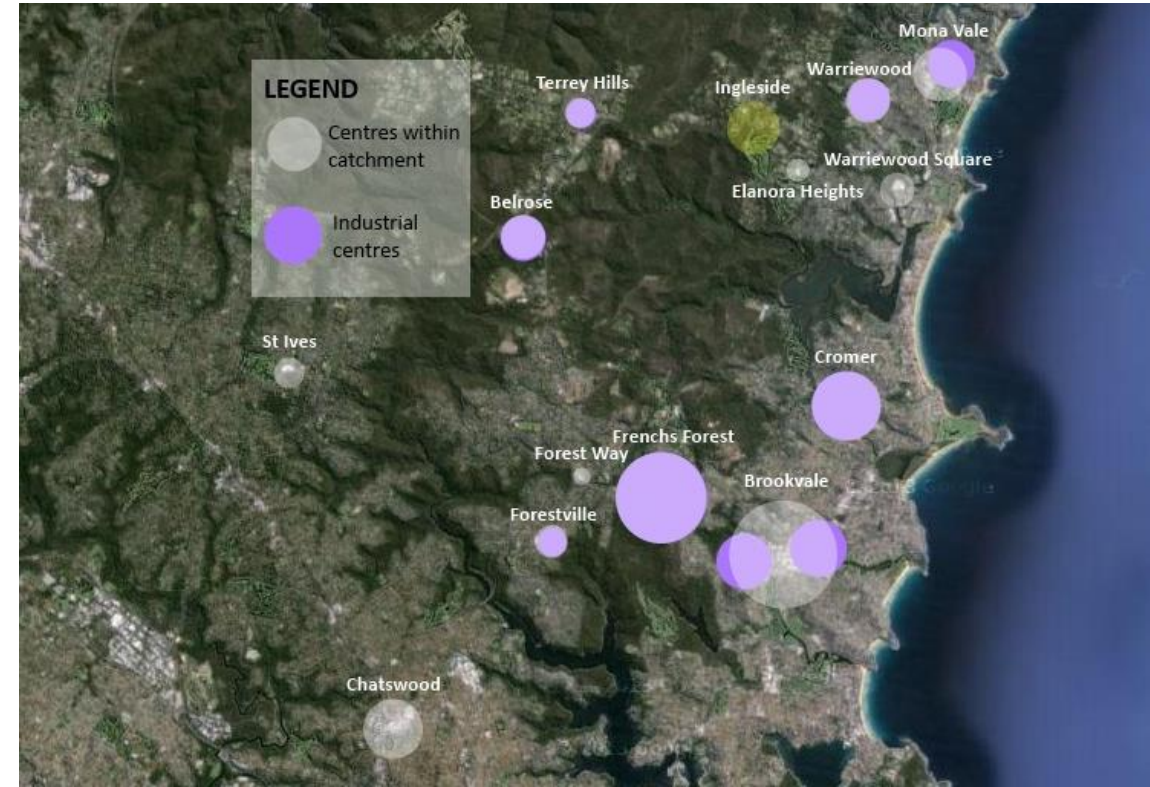 Mona Vale
Warriewood
Terrey Hills
Ingleside
LEGEND
Centres within
catchment
Warriewood Square
Elanora Heights
Belrose
Industrial
centres
St Ives
Cromer
Frenchs Forest
Forest Way
Brookvale
Google
Forestville
Chatswood